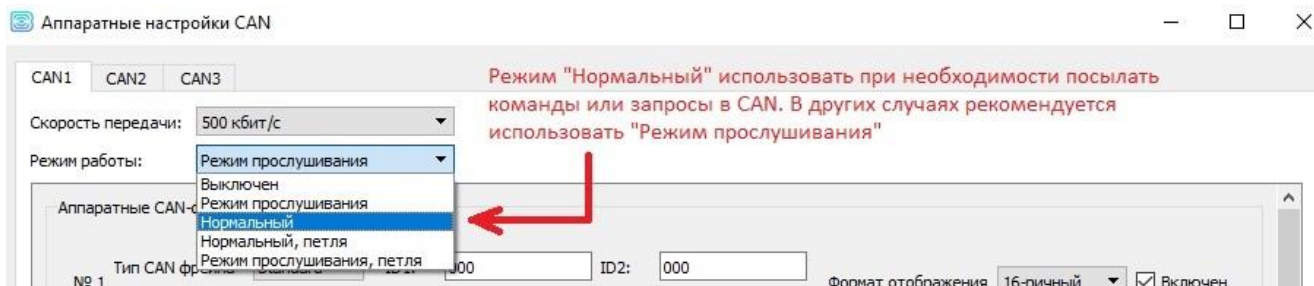 Аппаратные настройки CAN
CAN1 CAN2 CAN3
Режим "Нормальный" использовать при необходимости посылать
команды или запросы в CAN. В других случаях рекомендуется
использовать "Режим прослушивания"
Скорость передачи: 500 кбит/с
Режим работы: Режим прослушивания
Выключен
Аппаратные CAN- Режим прослушивания
Нормальный
Нормальный, петля
Режим прослушивания, петля
Тип CAN 000 ID2: 000
№ 1 Формат отображения 16-ричный Включен